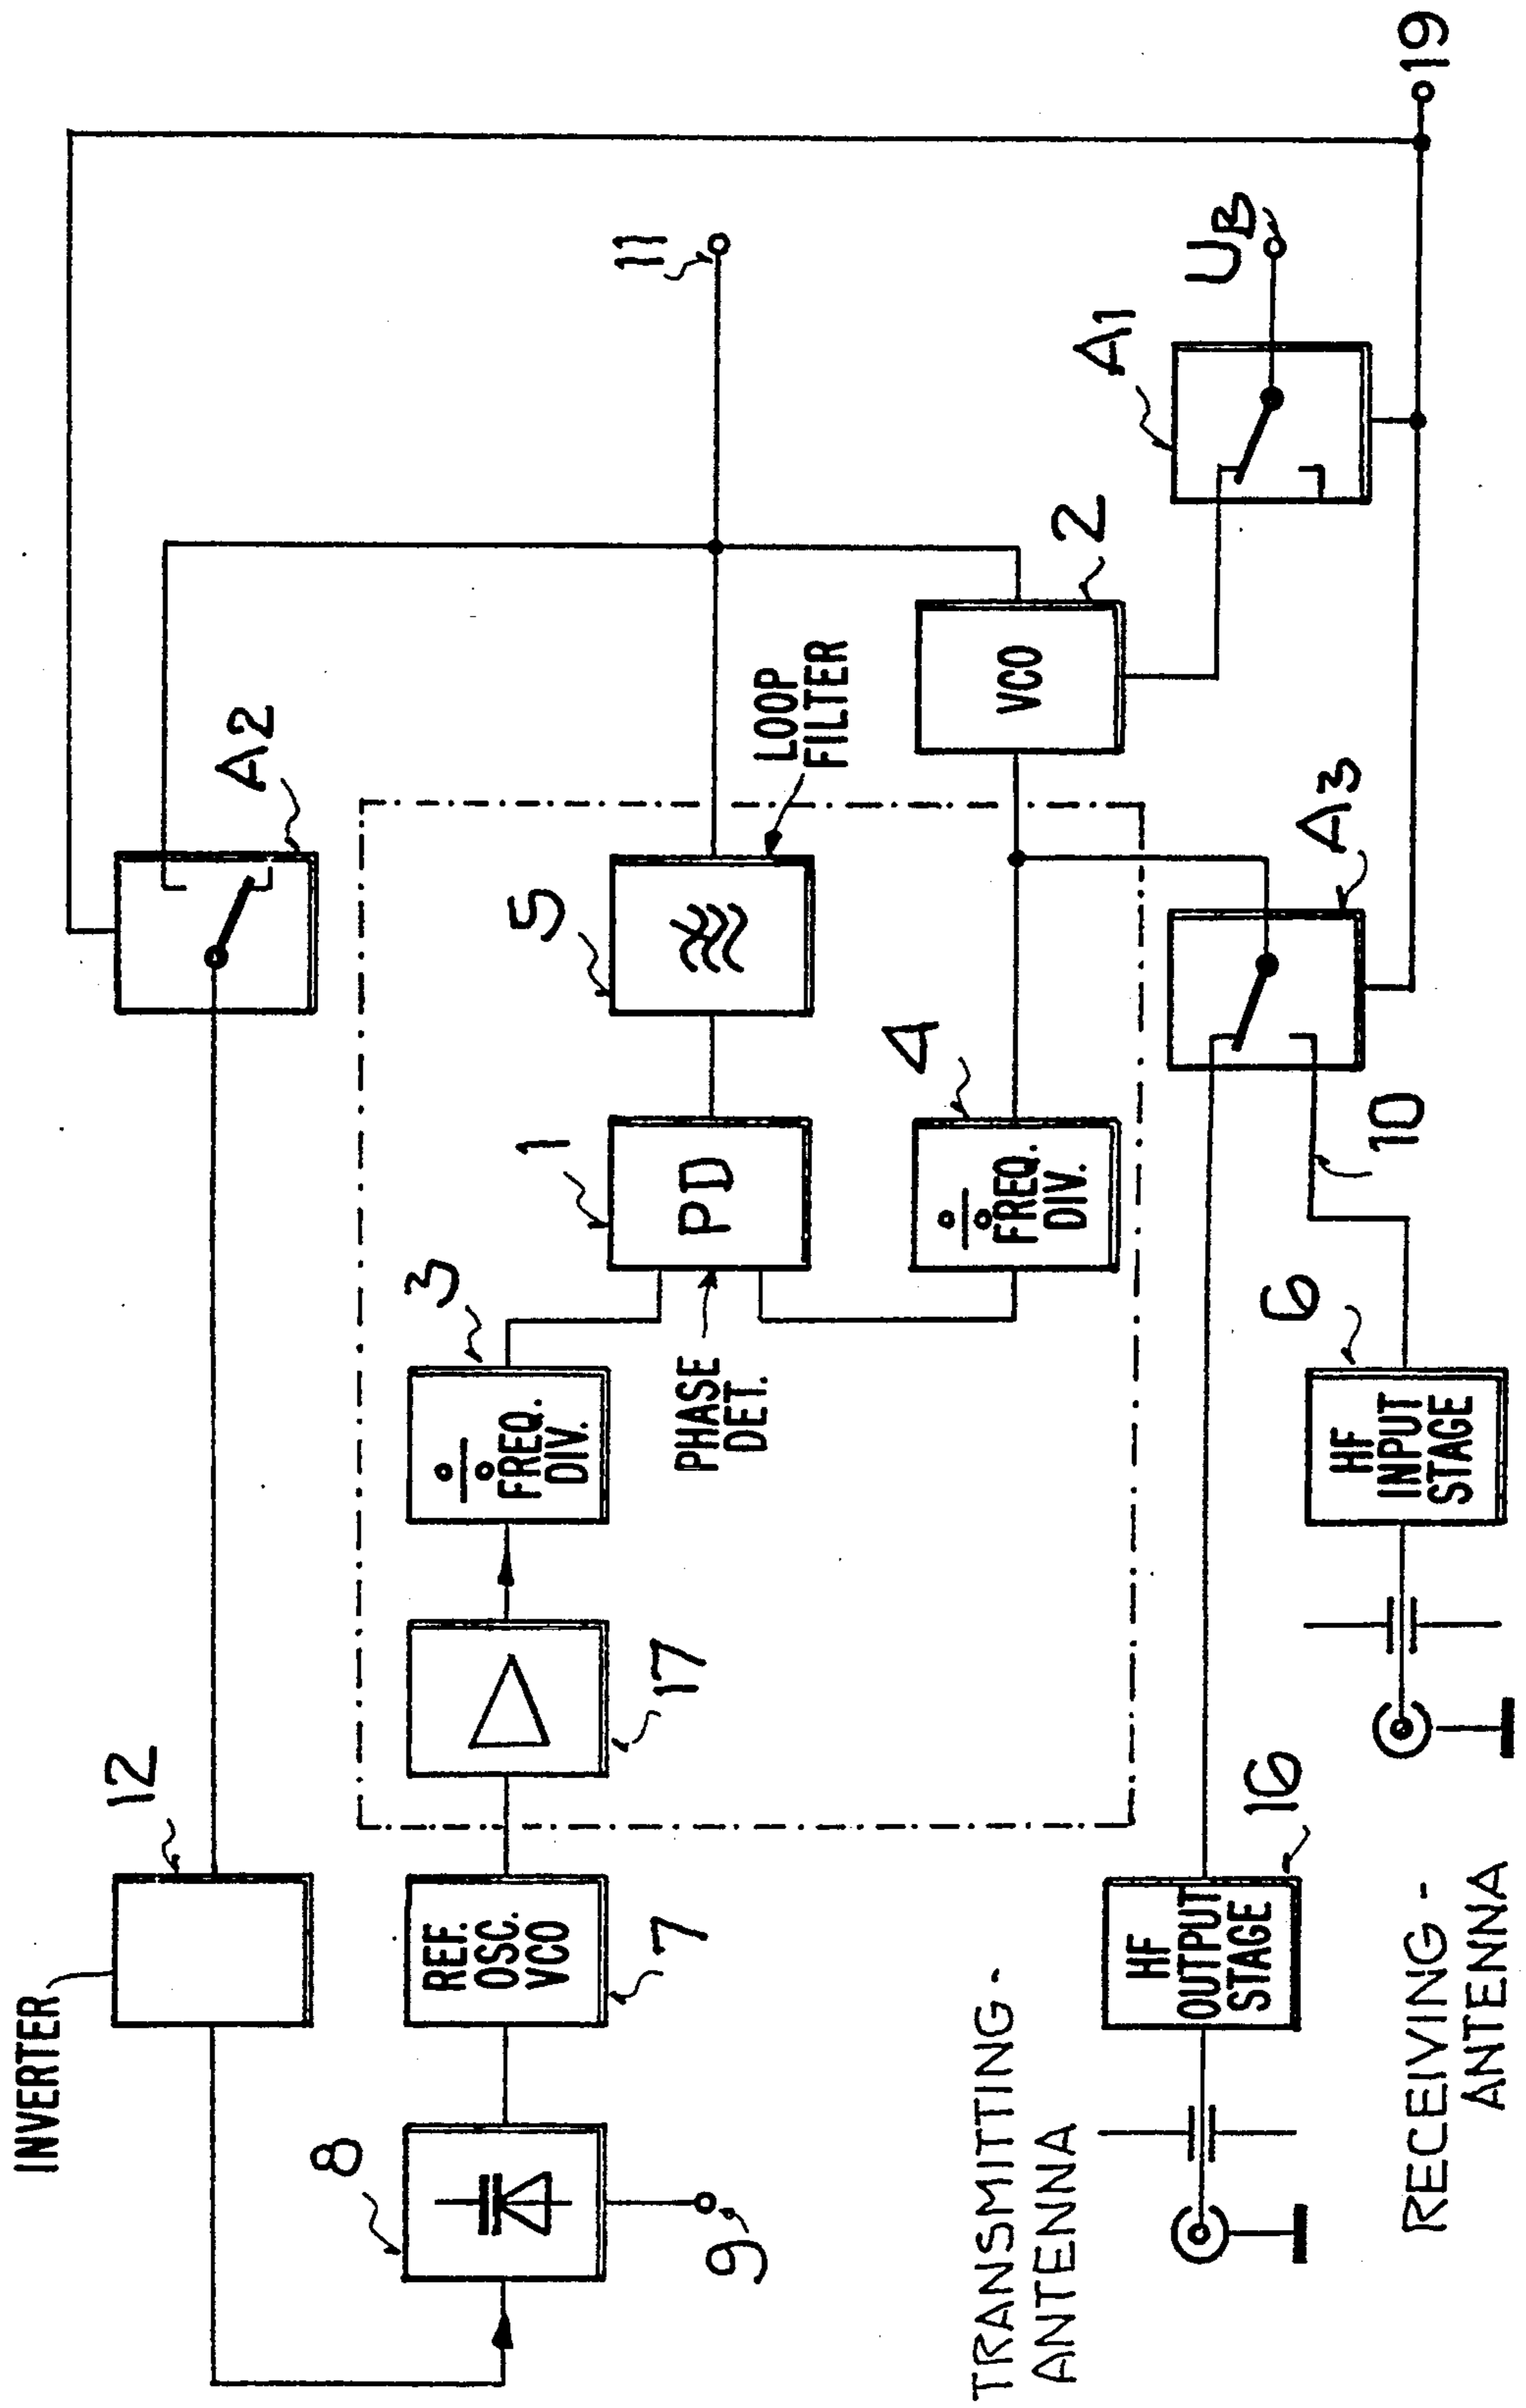 INVERTER
12
A2
8
9
REF.
OSC.
VCO
7
17
3
FREQ.
DIV.
PHASE
DET.
1
PD
5
LOOP
FILTER
11
4
FREQ.
DIV.
VCO
2
A1
UB
19
TRANSMITTING-
ANTENNA
HF
OUTPUT
STAGE
16
RECEIVING-
ANTENNA
HF
INPUT
STAGE
6
10
A3